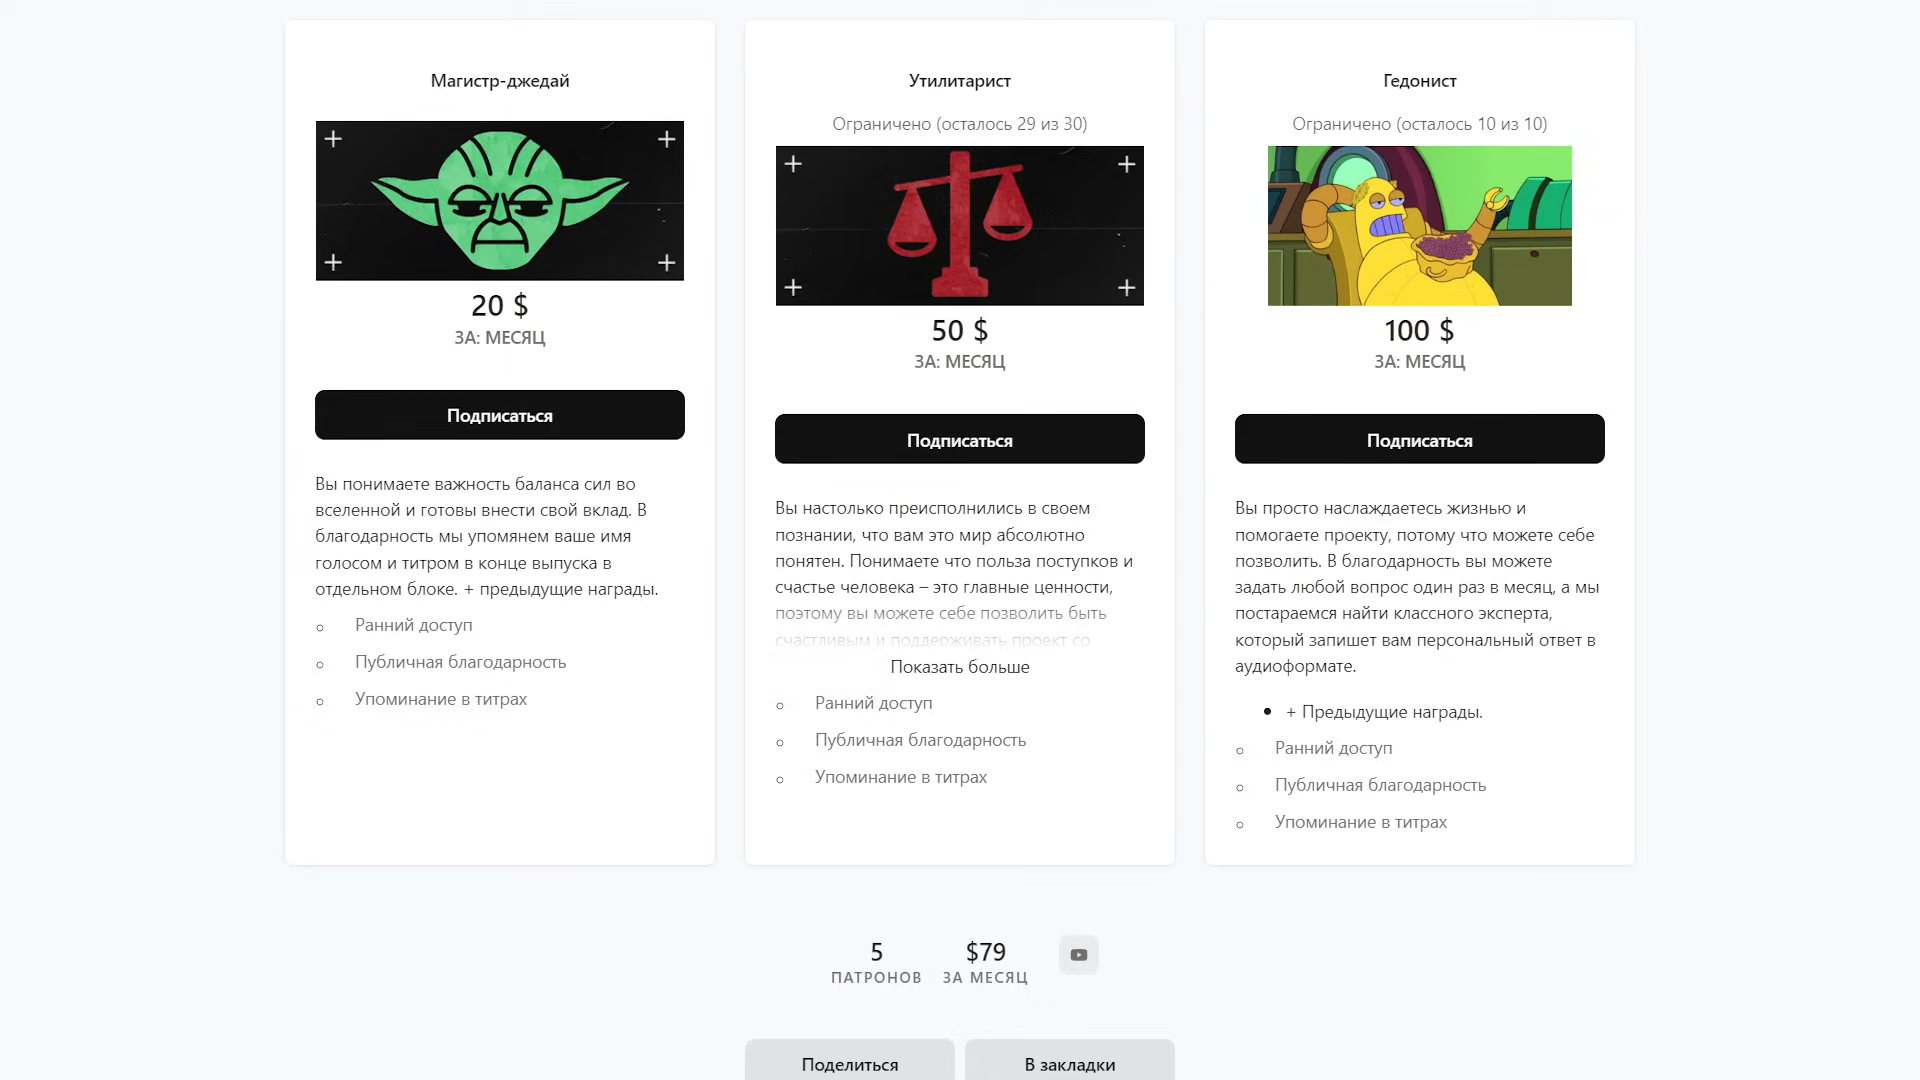 Магистр-джедай
20 $
ЗА: МЕСЯЦ
Подписаться
Вы понимаете важность баланса сил во
вселенной и готовы внести свой вклад. В
благодарность мы упомянем ваше имя
голосом и титром в конце выпуска в
отдельном блоке. + предыдущие награды.
Ранний доступ
Публичная благодарность
Упоминание в титрах
Утилитарист
Ограничено (осталось 29 из 30)
50 $
ЗА: МЕСЯЦ
Подписаться
Вы настолько преисполнились в своем
познании, что вам это мир абсолютно
понятен. Понимаете что польза поступков и
счастье человека – это главные ценности,
поэтому вы можете себе позволить быть
счастливым и поддерживать проект со
Показать больше
Ранний доступ
Публичная благодарность
Упоминание в титрах
Гедонист
Ограничено (осталось 10 из 10)
100 $
ЗА: МЕСЯЦ
Подписаться
Вы просто наслаждаетесь жизнью и
помогаете проекту, потому что можете себе
позволить. В благодарность вы можете
задать любой вопрос один раз в месяц, а мы
постараемся найти классного эксперта,
который запишет вам персональный ответ в
аудиоформате.
+ Предыдущие награды.
Ранний доступ
Публичная благодарность
Упоминание в титрах
5
ПАТРОНОВ
$79
ЗА МЕСЯЦ
Поделиться
В закладки